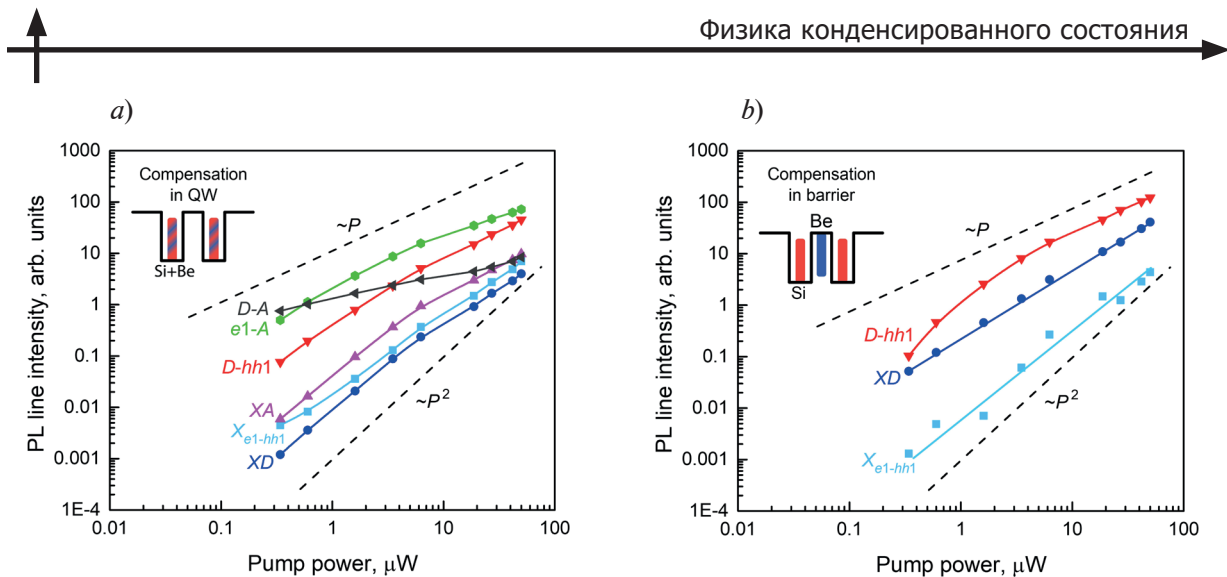 Физика конденсированного состояния
a)
PL line intensity, arb. units
1000
100
10
1
0.1
0.01
0.001
1E-4
Compensation
in QW
Si+Be
~P
D-A
e1-A
D-hh1
XA
Xe1-hh1
XD
~P²
0.01
0.1
1
10
100
Pump power, μW
b)
PL line intensity, arb. units
1000
100
10
1
0.1
0.01
0.001
1E-4
Compensation
in barrier
Be
Si
~P
D-hh1
XD
~P²
Xe1-hh1
0.01
0.1
1
10
100
Pump power, μW